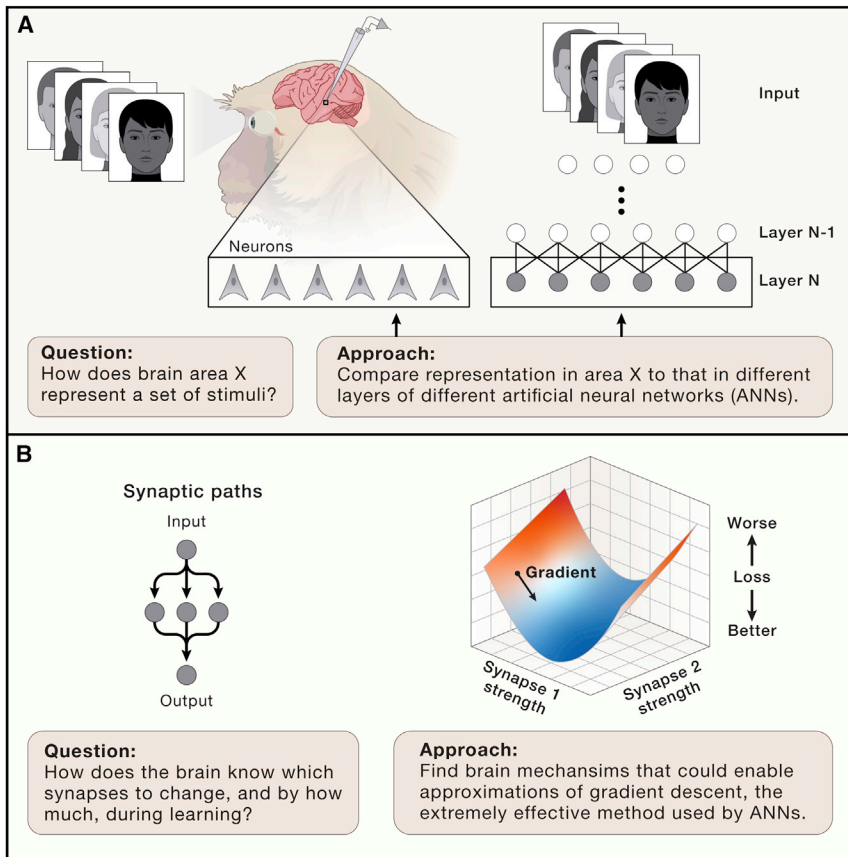 A
Input
Neurons
Layer N-1
Layer N
Question:
How does brain area X
represent a set of stimuli?
Approach:
Compare representation in area X to that in different
layers of different artificial neural networks (ANNs).
B
Synaptic paths
Input
Output
Gradient
Worse
Loss
Better
Synapse 1
strength
Synapse 2
strength
Question:
How does the brain know which
synapses to change, and by how
much, during learning?
Approach:
Find brain mechansims that could enable
approximations of gradient descent, the
extremely effective method used by ANNs.